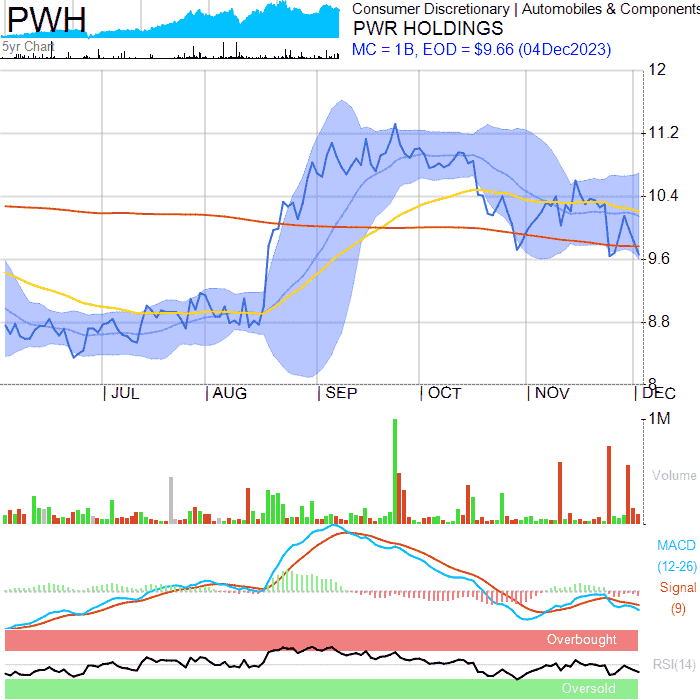 PWH
5yr Chart
Consumer Discretionary | Automobiles & Components
PWR HOLDINGS
MC = 1B, EOD = $9.66 (04Dec2023)
12
11.2
10.4
9.6
8.8
8
JUL AUG SEP OCT NOV DEC
1M
Volume
MACD
(12-26)
Signal
(9)
Overbought
RSI(14)
Oversold